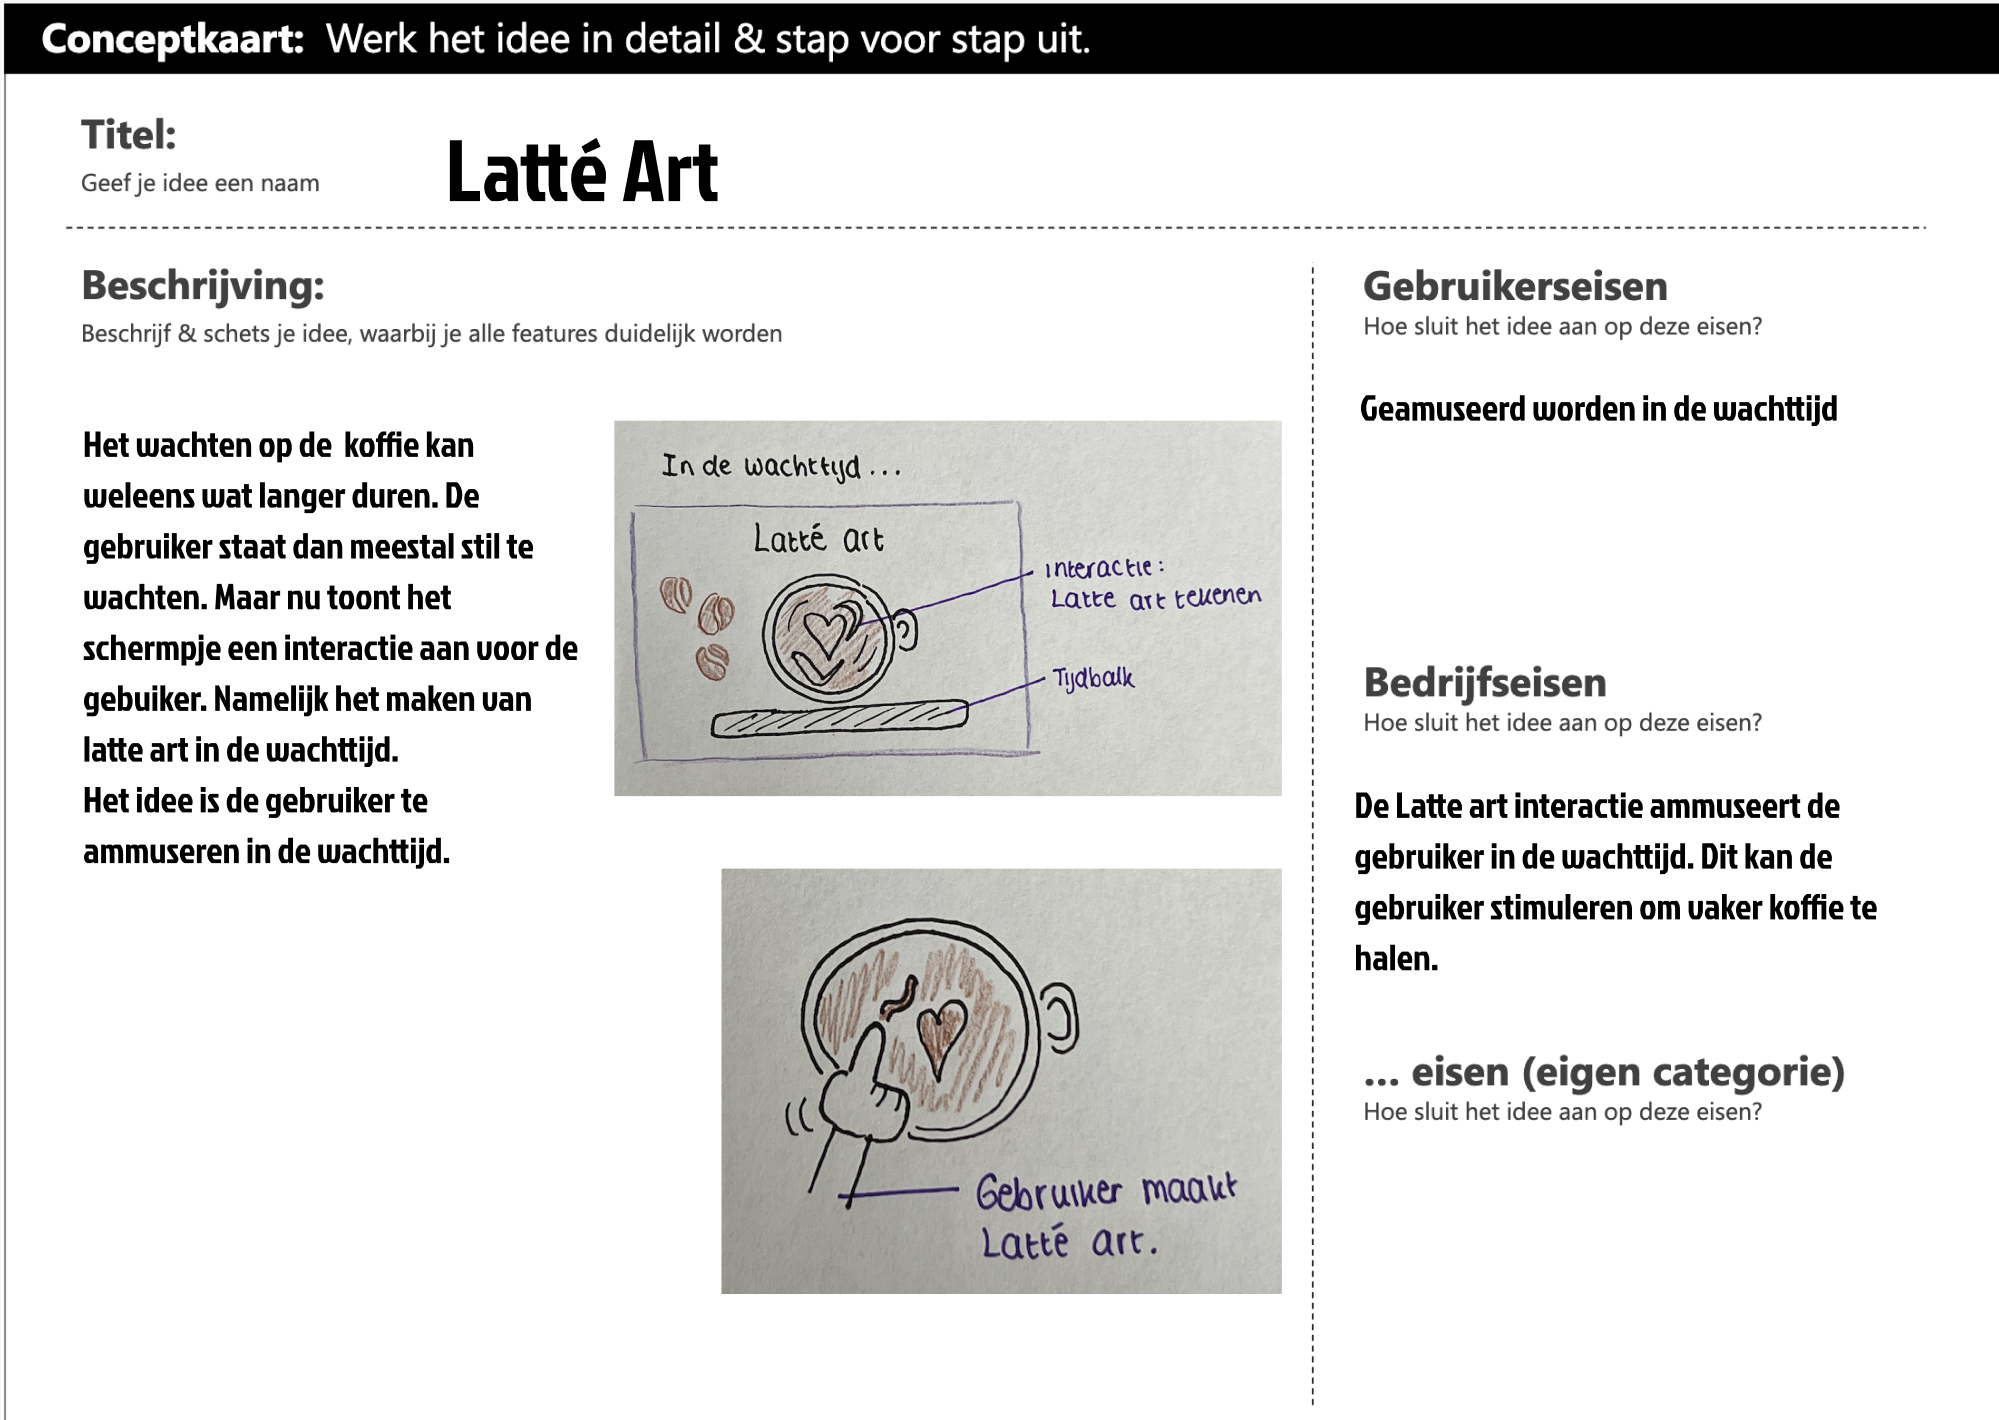 Conceptkaart: Werk het idee in detail & stap voor stap uit.
Titel:
Geef je idee een naam
Latté Art
Beschrijving:
Beschrijf & schets je idee, waarbij je alle features duidelijk worden
Het wachten op de koffie kan
weleens wat langer duren. De
gebruiker staat dan meestal stil te
wachten. Maar nu toont het
schermpje een interactie aan voor de
gebuiker. Namelijk het maken van
latte art in de wachttijd.
Het idee is de gebruiker te
ammuseren in de wachttijd.
In de wachttijd...
Latté art
interactie:
Latte art tekenen
Tijdbalk
Gebruiker maakt
Latté art.
Gebruikerseisen
Hoe sluit het idee aan op deze eisen?
Geamuseerd worden in de wachttijd
Bedrijfseisen
Hoe sluit het idee aan op deze eisen?
De Latte art interactie ammuseert de
gebruiker in de wachttijd. Dit kan de
gebruiker stimuleren om vaker koffie te
halen.
... eisen (eigen categorie)
Hoe sluit het idee aan op deze eisen?